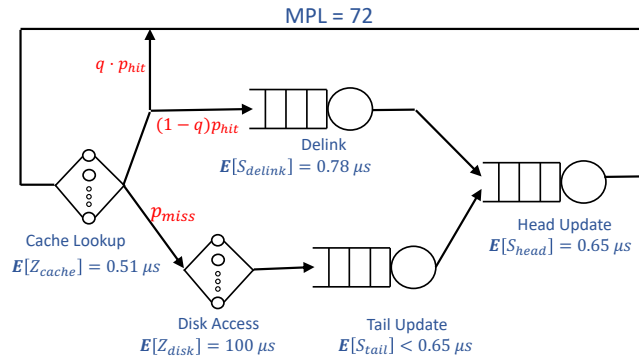 MPL = 72
q · p_hit
(1 − q)p_hit
Delink
E[S_delink] = 0.78 μs
p_miss
Cache Lookup
E[Z_cache] = 0.51 μs
Head Update
E[S_head] = 0.65 μs
Disk Access
E[Z_disk] = 100 μs
Tail Update
E[S_tail] < 0.65 μs